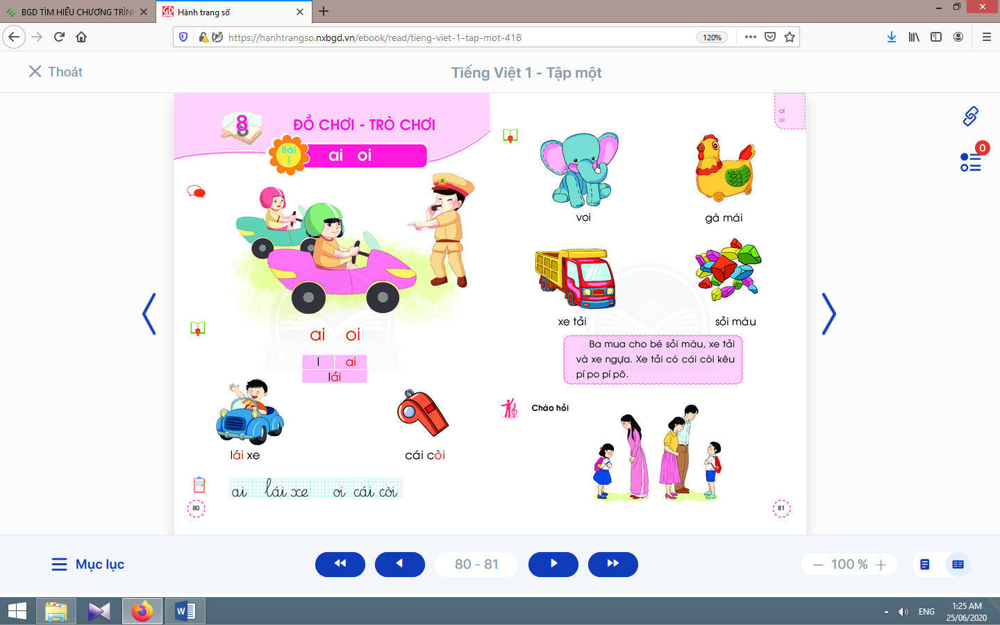 BGD TÌM HIỂU CHƯƠNG TRÌNH
Hành trang số
https://hanhtrangso.nxbgd.vn/ebook/read/tieng-viet-1-tap-mot-418
120%
Thoát
Tiếng Việt 1 - Tập một
8
ĐỒ CHƠI - TRÒ CHƠI
Bài
1
ai oi
ai oi
l ai
lái
lái xe
cái còi
ai lái xe oi cái còi
80
ai
oi
voi
gà mái
xe tải
sỏi màu
Ba mua cho bé sỏi màu, xe tải
và xe ngựa. Xe tải có cái còi kêu
pí po pí pô.
Chào hỏi
81
0
Mục lục
80 - 81
100 %
ENG
1:25 AM
25/06/2020